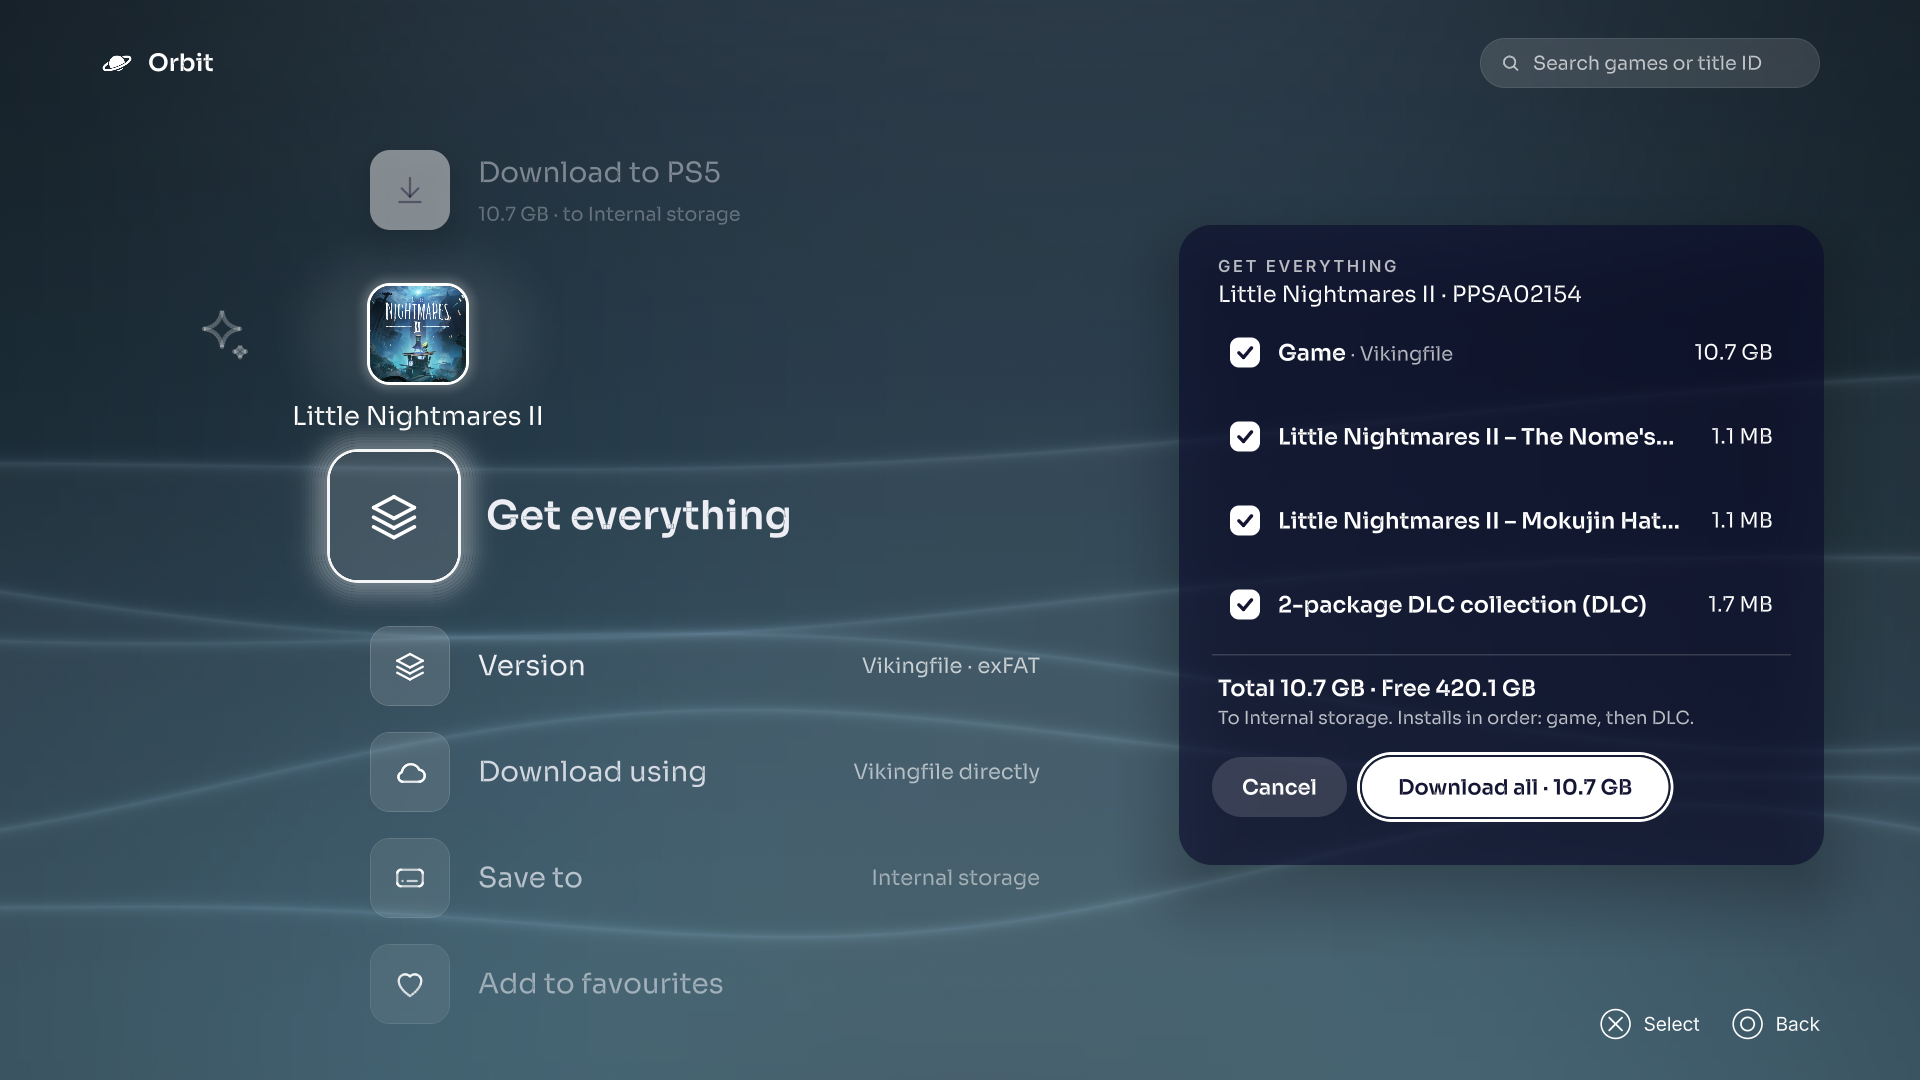 Orbit
Search games or title ID
Download to PS5
10.7 GB · to Internal storage
NIGHTMARES
II
Little Nightmares II
Get everything
Version
Vikingfile · exFAT
Download using
Vikingfile directly
Save to
Internal storage
Add to favourites
GET EVERYTHING
Little Nightmares II · PPSA02154
Game · Vikingfile
10.7 GB
Little Nightmares II – The Nome's...
1.1 MB
Little Nightmares II – Mokujin Hat...
1.1 MB
2-package DLC collection (DLC)
1.7 MB
Total 10.7 GB · Free 420.1 GB
To Internal storage. Installs in order: game, then DLC.
Cancel
Download all · 10.7 GB
Select
Back